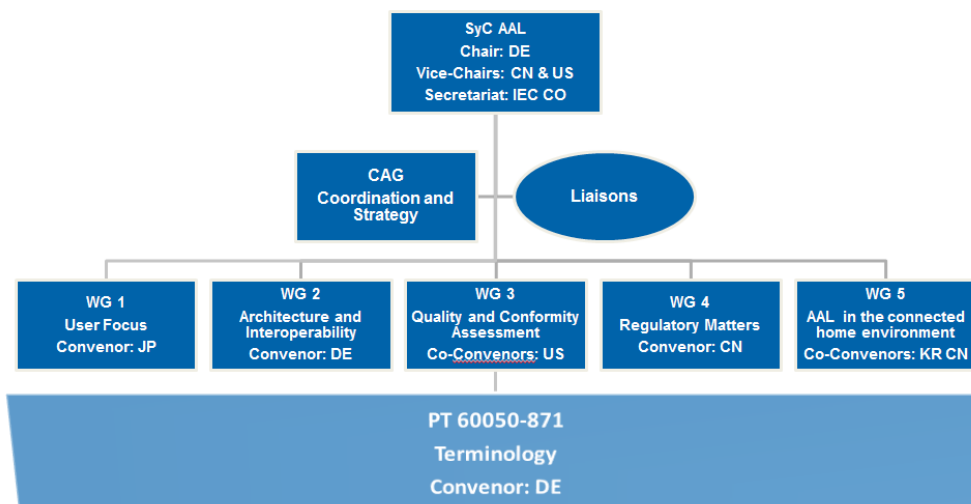 SyC AAL
Chair: DE
Vice-Chairs: CN & US
Secretariat: IEC CO
CAG
Coordination and
Strategy
Liaisons
WG 1
User Focus
Convenor: JP
WG 2
Architecture and
Interoperability
Convenor: DE
WG 3
Quality and Conformity
Assessment
Co-Convenors: US
WG 4
Regulatory Matters
Convenor: CN
WG 5
AAL in the connected
home environment
Co-Convenors: KR CN
PT 60050-871
Terminology
Convenor: DE